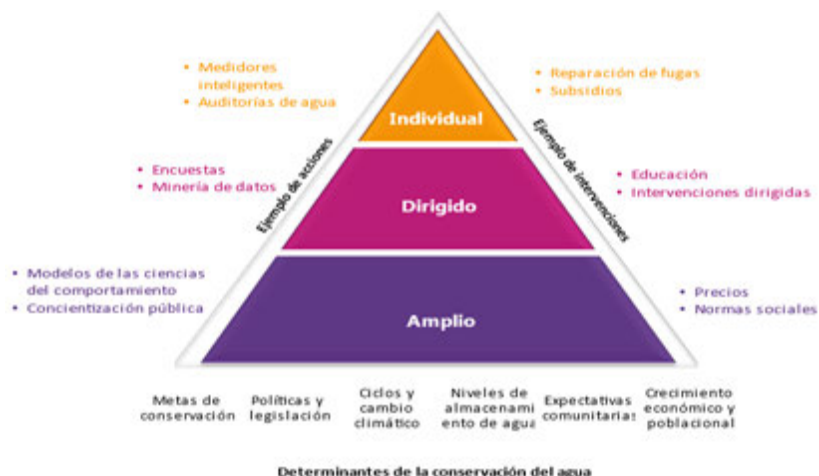 • Medidores
inteligentes
• Auditorías de agua
• Reparación de fugas
• Subsidios
Individual
Ejemplo de acciones
Ejemplo de intervenciones
• Encuestas
• Minería de datos
• Educación
• Intervenciones dirigidas
Dirigido
• Modelos de las ciencias
del comportamiento
• Concientización pública
• Precios
• Normas sociales
Amplio
Metas de
conservación
Políticas y
legislación
Ciclos y
cambio
climático
Niveles de
almacenami
ento de agua
Expectativas
comunitarias
Crecimiento
económico y
poblacional
Determinantes de la conservación del agua